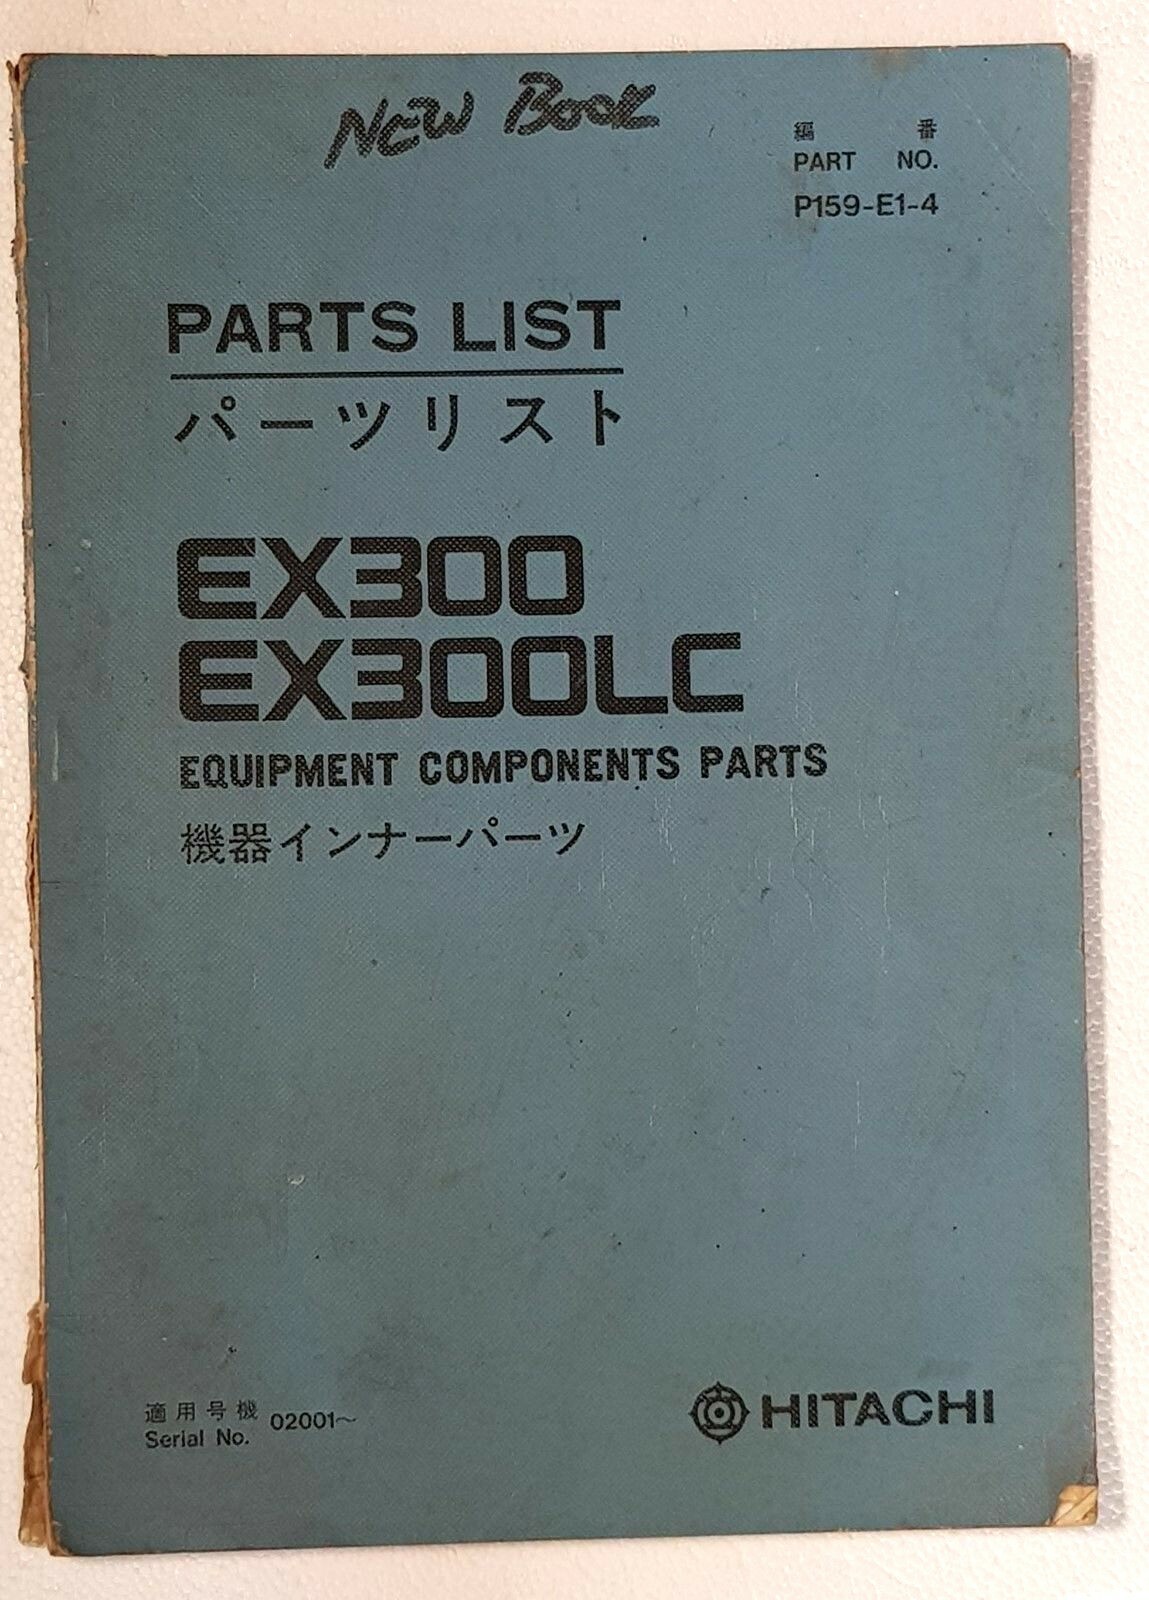 NEW BOOK
編 番
PART NO.
P159-E1-4
PARTS LIST
パーツリスト
EX300
EX300LC
EQUIPMENT COMPONENTS PARTS
機器インナーパーツ
適用号機 02001～
Serial No.
HITACHI